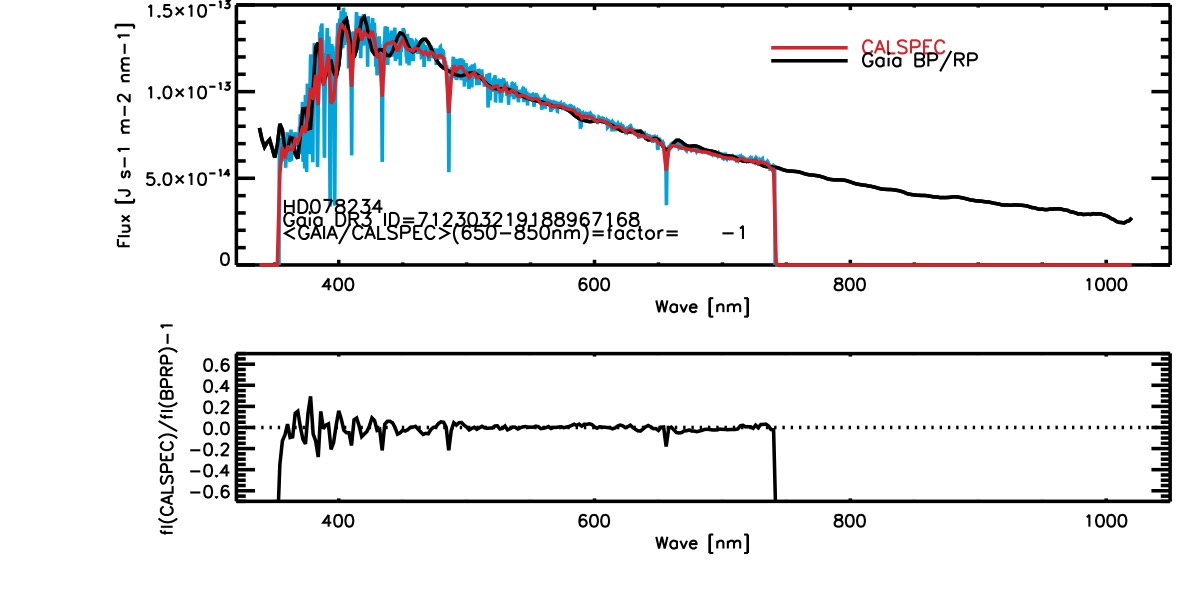 1.5×10−13
1.0×10−13
5.0×10−14
0
Flux [J s−1 m−2 nm−1]
CALSPEC
Gaia BP/RP
HD078234
Gaia DR3 ID=712303219188967168
<GAIA/CALSPEC>(650−850nm)=factor= −1
400 600 800 1000
Wave [nm]
fl(CALSPEC)/fl(BPRP)−1
0.6
0.4
0.2
0.0
−0.2
−0.4
−0.6
400 600 800 1000
Wave [nm]